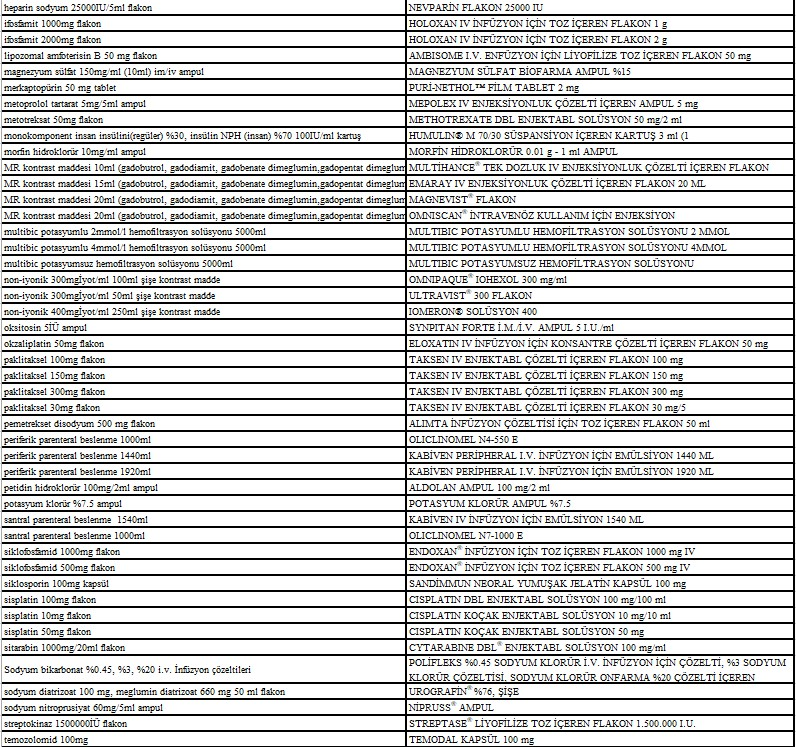 heparin sodyum 25000IU/5ml flakon NEVPARİN FLAKON 25000 IU
ifosfamit 1000mg flakon HOLOXAN IV İNFÜZYON İÇİN TOZ İÇEREN FLAKON 1 g
ifosfamit 2000mg flakon HOLOXAN IV İNFÜZYON İÇİN TOZ İÇEREN FLAKON 2 g
lipozomal amfoterisin B 50 mg flakon AMBISOME I.V. ENFÜZYON İÇİN LİYOFİLİZE TOZ İÇEREN FLAKON 50 mg
magnezyum sülfat 150mg/ml (10ml) im/iv ampul MAGNEZYUM SÜLFAT BİOFARMA AMPUL %15
merkaptopürin 50 mg tablet PURİ-NETHOL™ FİLM TABLET 2 mg
metoprolol tartarat 5mg/5ml ampul MEPOLEX IV ENJEKSİYONLUK ÇÖZELTİ İÇEREN AMPUL 5 mg
metotreksat 50mg flakon METHOTREXATE DBL ENJEKTABL SOLÜSYON 50 mg/2 ml
monokomponent insan insülini(regüler) %30, insülin NPH (insan) %70 100IU/ml kartuş HUMULIN® M 70/30 SÜSPANSİYON İÇEREN KARTUŞ 3 ml (1
morfin hidroklorür 10mg/ml ampul MORFİN HİDROKLORÜR 0.01 g - 1 ml AMPUL
MR kontrast maddesi 10ml (gadobutrol, gadodiamit, gadobenate dimeglumin,gadopentat dimeglum MULTİHANCE® TEK DOZLUK IV ENJEKSİYONLUK ÇÖZELTİ İÇEREN FLAKON
MR kontrast maddesi 15ml (gadobutrol, gadodiamit, gadobenate dimeglumin,gadopentat dimeglum EMARAY IV ENJEKSİYONLUK ÇÖZELTİ İÇEREN FLAKON 20 ML
MR kontrast maddesi 20ml (gadobutrol, gadodiamit, gadobenate dimeglumin,gadopentat dimeglum MAGNEVIST® FLAKON
MR kontrast maddesi 20ml (gadobutrol, gadodiamit, gadobenate dimeglumin,gadopentat dimeglum OMNISCAN® İNTRAVENÖZ KULLANIM İÇİN ENJEKSİYON
multibic potasyumlu 2mmol/l hemofiltrasyon solüsyonu 5000ml MULTIBIC POTASYUMLU HEMOFİLTRASYON SOLÜSYONU 2 MMOL
multibic potasyumlu 4mmol/l hemofiltrasyon solüsyonu 5000ml MULTIBIC POTASYUMLU HEMOFİLTRASYON SOLÜSYONU 4MMOL
multibic potasyumsuz hemofiltrasyon solüsyonu 5000ml MULTIBIC POTASYUMSUZ HEMOFİLTRASYON SOLÜSYONU
non-iyonik 300mgİyot/ml 100ml şişe kontrast madde OMNIPAQUE® IOHEXOL 300 mg/ml
non-iyonik 300mgİyot/ml 50ml şişe kontrast madde ULTRAVIST® 300 FLAKON
non-iyonik 400mgİyot/ml 250ml şişe kontrast madde IOMERON® SOLÜSYON 400
oksitosin 5İÜ ampul SYNPITAN FORTE İ.M./İ.V. AMPUL 5 I.U./ml
okzaliplatin 50mg flakon ELOXATIN IV İNFÜZYON İÇİN KONSANTRE ÇÖZELTİ İÇEREN FLAKON 50 mg
paklitaksel 100mg flakon TAKSEN IV ENJEKTABL ÇÖZELTİ İÇEREN FLAKON 100 mg
paklitaksel 150mg flakon TAKSEN IV ENJEKTABL ÇÖZELTİ İÇEREN FLAKON 150 mg
paklitaksel 300mg flakon TAKSEN IV ENJEKTABL ÇÖZELTİ İÇEREN FLAKON 300 mg
paklitaksel 30mg flakon TAKSEN IV ENJEKTABL ÇÖZELTİ İÇEREN FLAKON 30 mg/5
pemetrekset disodyum 500 mg flakon ALIMTA İNFÜZYON ÇÖZELTİSİ İÇİN TOZ İÇEREN FLAKON 50 ml
periferik parenteral beslenme 1000ml OLICLINOMEL N4-550 E
periferik parenteral beslenme 1440ml KABİVEN PERİPHERAL I.V. İNFÜZYON İÇİN EMÜLSİYON 1440 ML
periferik parenteral beslenme 1920ml KABİVEN PERİPHERAL I.V. İNFÜZYON İÇİN EMÜLSİYON 1920 ML
petidin hidroklorür 100mg/2ml ampul ALDOLAN AMPUL 100 mg/2 ml
potasyum klorür %7.5 ampul POTASYUM KLORÜR AMPUL %7.5
santral parenteral beslenme 1540ml KABİVEN IV İNFÜZYON İÇİN EMÜLSİYON 1540 ML
santral parenteral beslenme 1000ml OLICLINOMEL N7-1000 E
siklofosfamid 1000mg flakon ENDOXAN® İNFÜZYON İÇİN TOZ İÇEREN FLAKON 1000 mg IV
siklofosfamid 500mg flakon ENDOXAN® İNFÜZYON İÇİN TOZ İÇEREN FLAKON 500 mg IV
siklosporin 100mg kapsül SANDİMMUN NEORAL YUMUŞAK JELATİN KAPSÜL 100 mg
sisplatin 100mg flakon CISPLATIN DBL ENJEKTABL SOLÜSYON 100 mg/100 ml
sisplatin 10mg flakon CISPLATIN KOÇAK ENJEKTABL SOLÜSYON 10 mg/10 ml
sisplatin 50mg flakon CISPLATIN KOÇAK ENJEKTABL SOLÜSYON 50 mg
sitarabin 1000mg/20ml flakon CYTARABINE DBL® ENJEKTABL SOLÜSYON 100 mg/ml
Sodyum bikarbonat %0.45, %3, %20 i.v. İnfüzyon çözeltileri POLİFLEKS %0.45 SODYUM KLORÜR İ.V. İNFÜZYON İÇİN ÇÖZELTİ, %3 SODYUM
KLORÜR ÇÖZELTİSİ, SODYUM KLORÜR ONFARMA %20 ÇÖZELTİ İÇEREN
sodyum diatrizoat 100 mg, meglumin diatrizoat 660 mg 50 ml flakon UROGRAFİN® %76, ŞİŞE
sodyum nitroprusiyat 60mg/5ml ampul NİPRUSS® AMPUL
streptokinaz 1500000İÜ flakon STREPTASE® LİYOFİLİZE TOZ İÇEREN FLAKON 1.500.000 I.U.
temozolomid 100mg TEMODAL KAPSÜL 100 mg